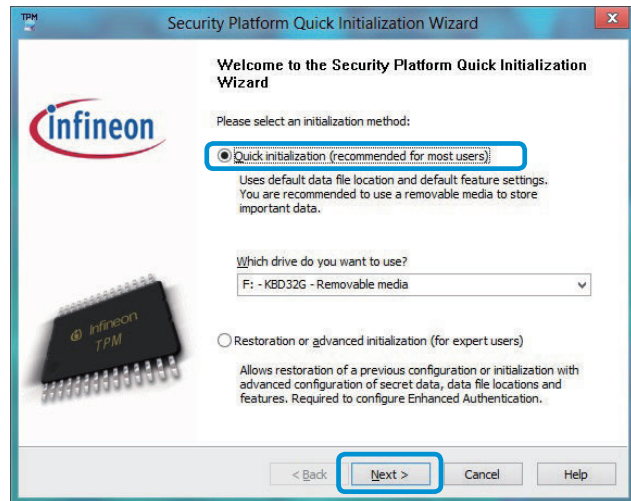 TPM
Security Platform Quick Initialization Wizard
X
Welcome to the Security Platform Quick Initialization
Wizard
infineon
Please select an initialization method:
Quick initialization (recommended for most users)
Uses default data file location and default feature settings.
You are recommended to use a removable media to store
important data.
Which drive do you want to use?
F: - KBD32G - Removable media
Infineon
TPM
Restoration or advanced initialization (for expert users)
Allows restoration of a previous configuration or initialization with
advanced configuration of secret data, data file locations and
features. Required to configure Enhanced Authentication.
< Back
Next >
Cancel
Help